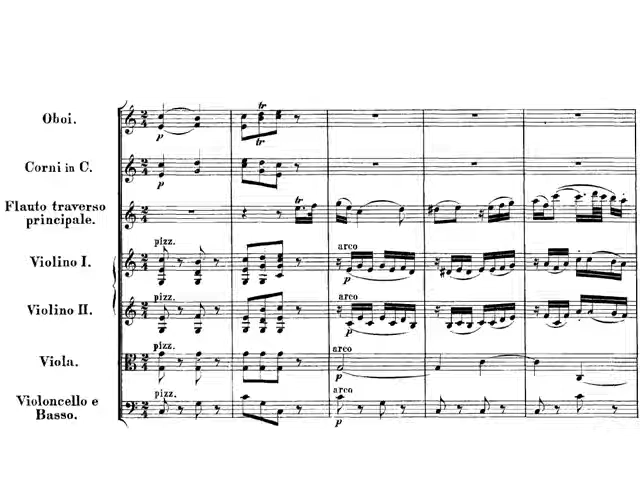 tr
Oboi.
p
tr
Corni in C.
p
Flauto traverso
principale.
tr
pizz.
arco
Violino I.
p
pizz.
arco
Violino II.
p
pizz.
arco
Viola.
p
pizz.
arco
Violoncello e
Basso.
p